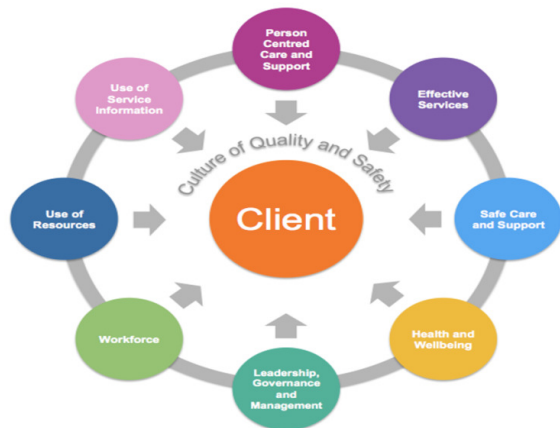 Person
Centred
Care and
Support
Effective
Services
Safe Care
and Support
Health and
Wellbeing
Leadership,
Governance
and
Management
Workforce
Use of
Resources
Use of
Service
Information
Culture of Quality and Safety
Client